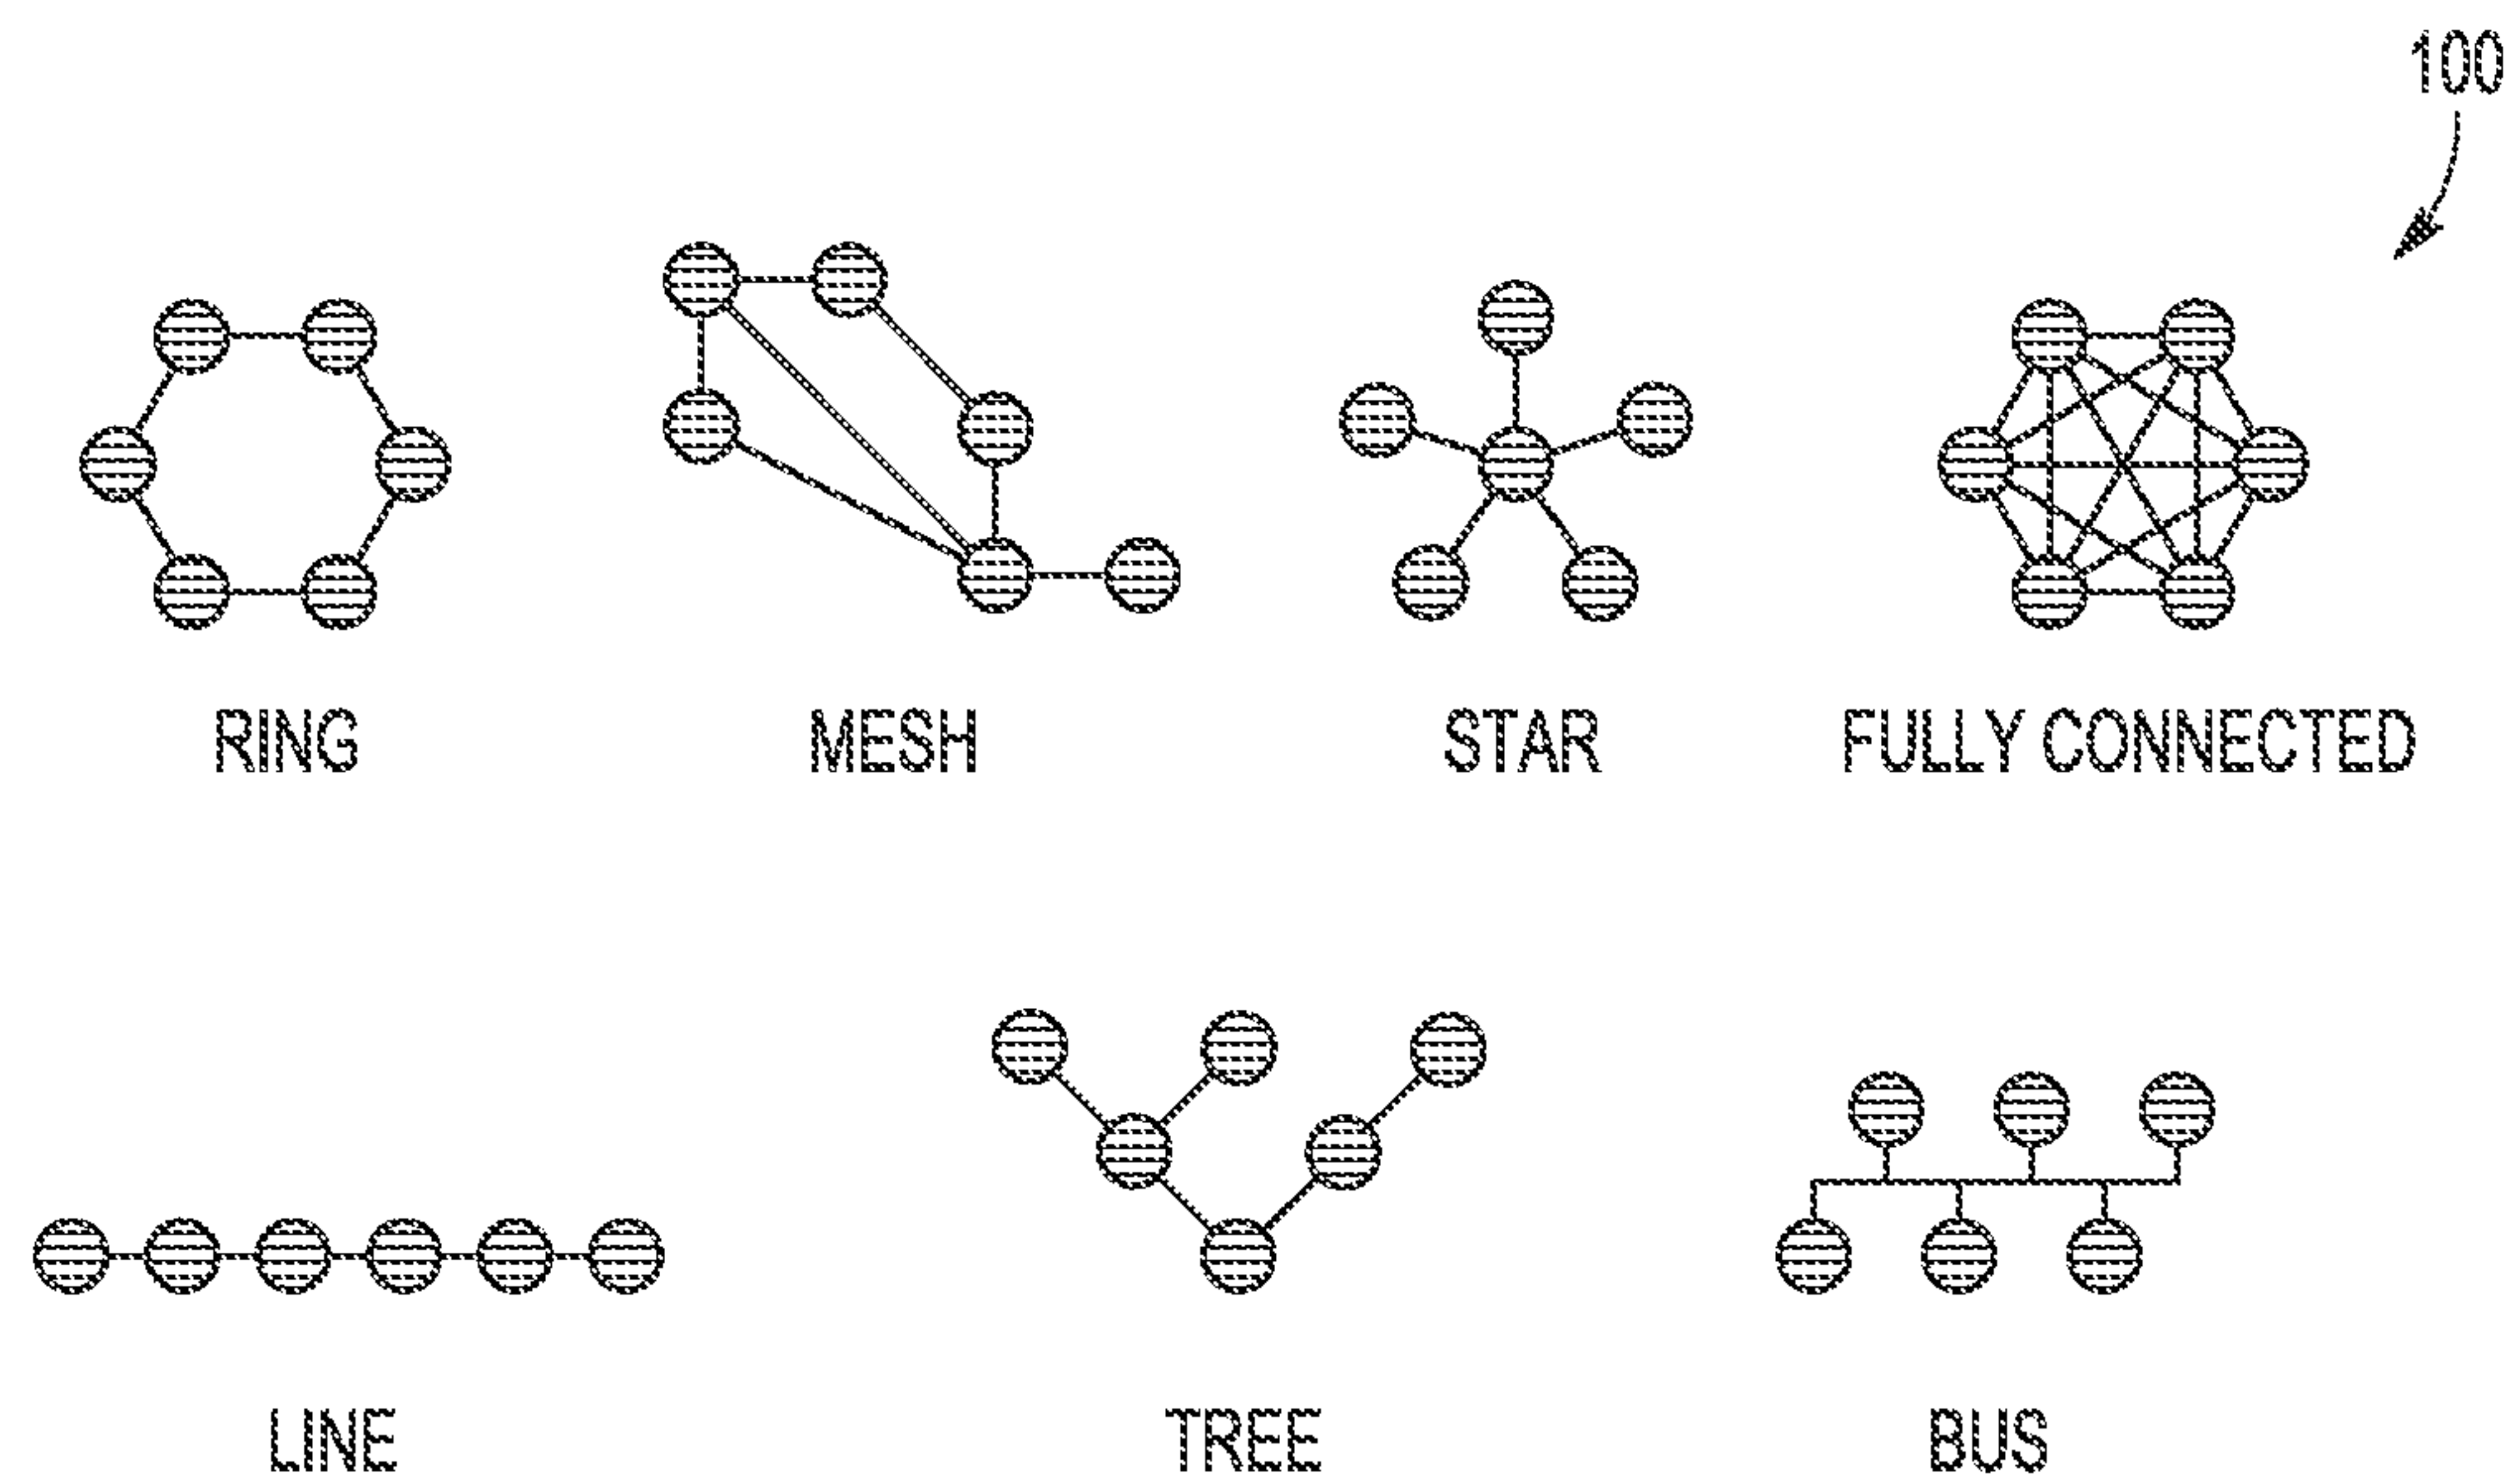 100
RING
MESH
STAR
FULLY CONNECTED
LINE
TREE
BUS